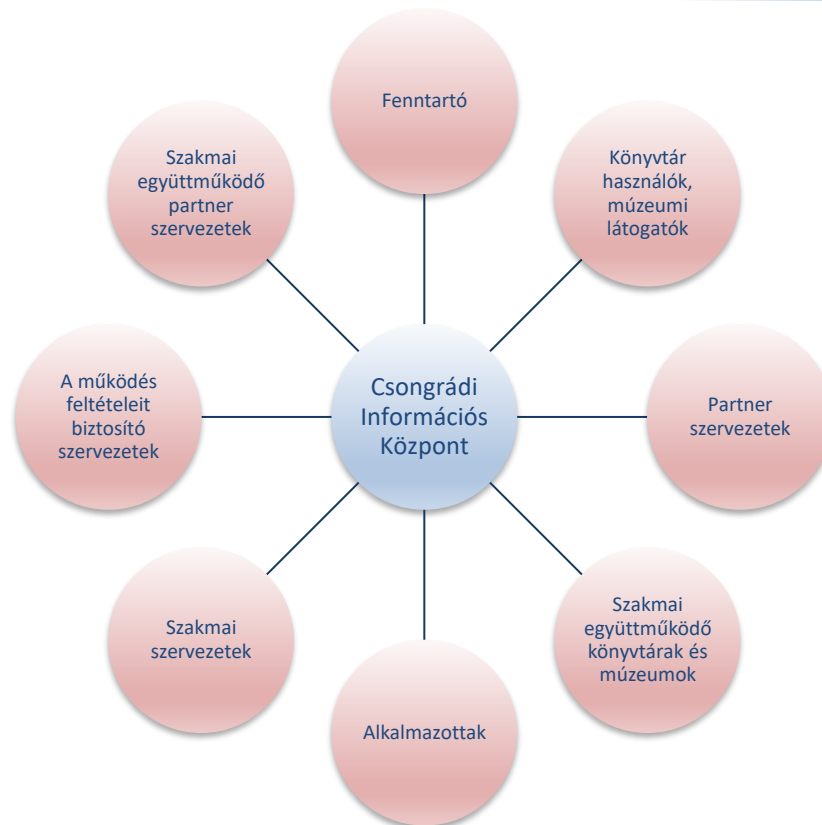 Fenntartó
Szakmai
együttműködő
partner
szervezetek
Könyvtár
használók,
múzeumi
látogatók
A működés
feltételeit
biztosító
szervezetek
Csongrádi
Információs
Központ
Partner
szervezetek
Szakmai
szervezetek
Szakmai
együttműködő
könyvtárak és
múzeumok
Alkalmazottak